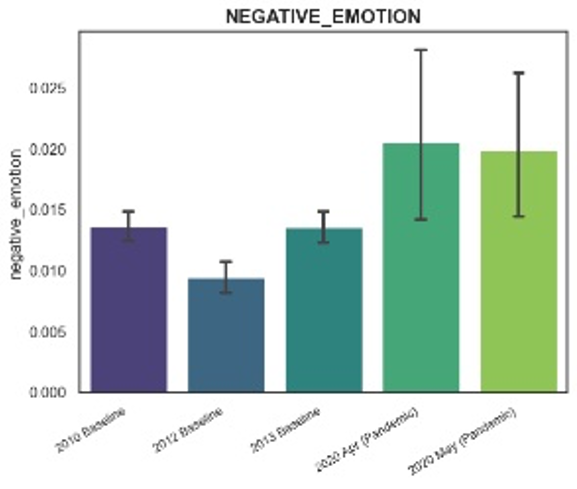 NEGATIVE_EMOTION
negative_emotion
0.025
0.020
0.015
0.010
0.005
0.000
2010 Baseline
2012 Baseline
2013 Baseline
2020 Apr (Pandemic)
2020 May (Pandemic)